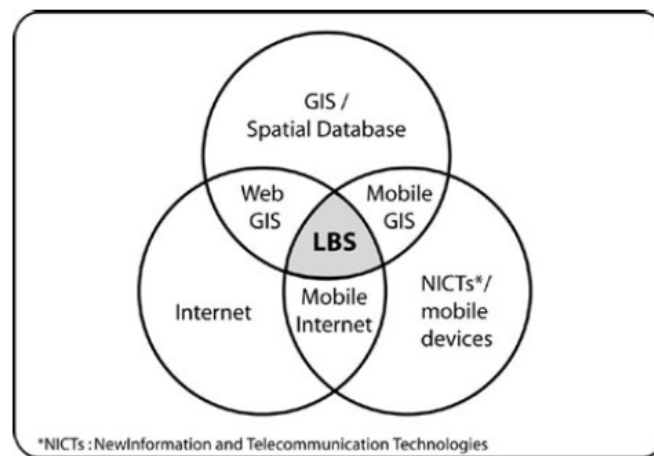 GIS /
Spatial Database
Web
GIS
Mobile
GIS
LBS
Internet
Mobile
Internet
NICTs*/
mobile
devices
*NICTs : NewInformation and Telecommunication Technologies